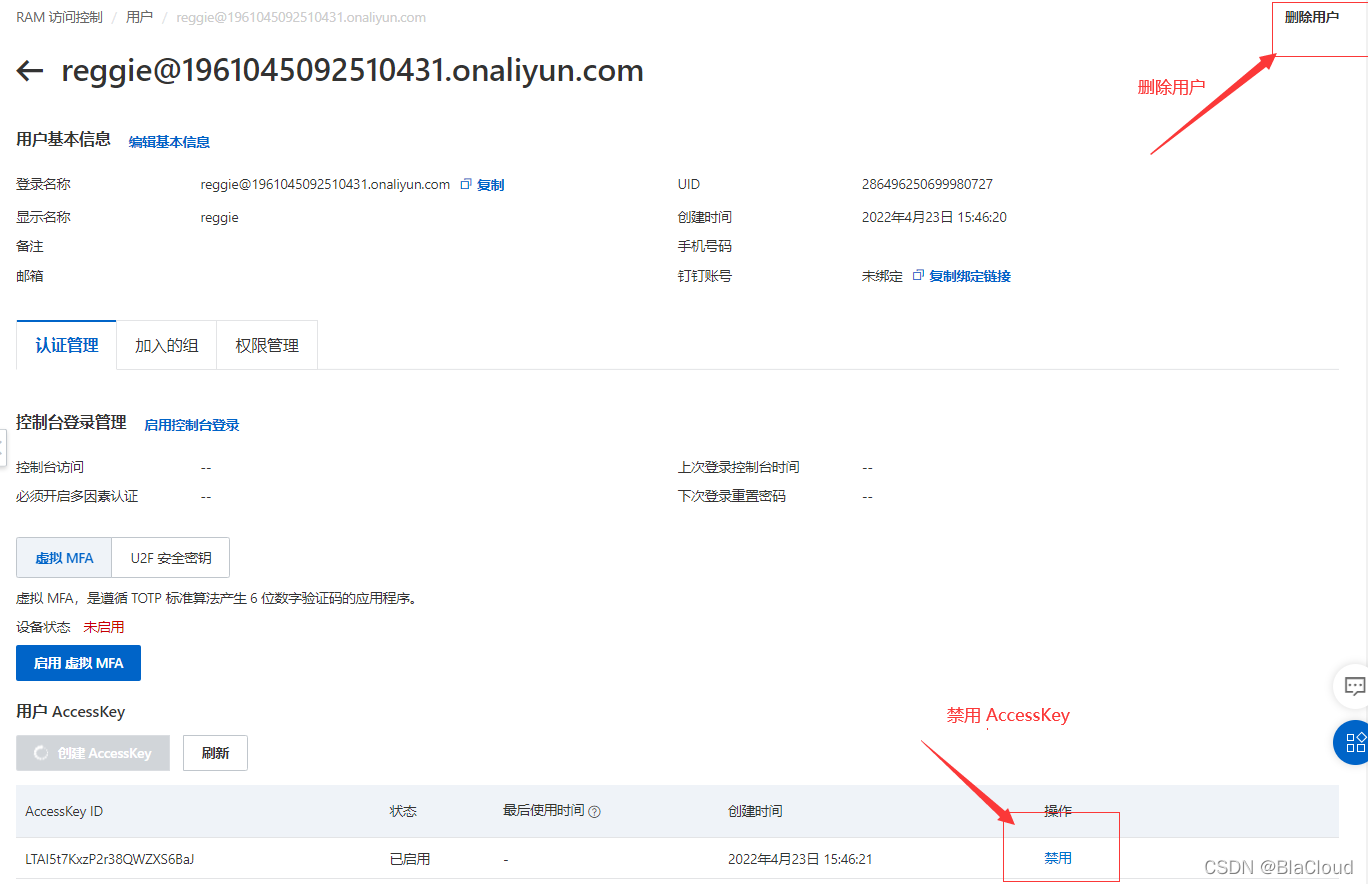 RAM 访问控制 / 用户 / reggie@1961045092510431.onaliyun.com
删除用户
← reggie@1961045092510431.onaliyun.com
删除用户
用户基本信息 编辑基本信息
登录名称 reggie@1961045092510431.onaliyun.com 复制 UID 286496250699980727
显示名称 reggie 创建时间 2022年4月23日 15:46:20
备注 手机号码
邮箱 钉钉账号 未绑定 复制绑定链接
认证管理 加入的组 权限管理
控制台登录管理 启用控制台登录
控制台访问 -- 上次登录控制台时间 --
必须开启多因素认证 -- 下次登录重置密码 --
虚拟 MFA U2F 安全密钥
虚拟 MFA，是遵循 TOTP 标准算法产生 6 位数字验证码的应用程序。
设备状态 未启用
启用 虚拟 MFA
用户 AccessKey
禁用 AccessKey
创建 AccessKey 刷新
AccessKey ID 状态 最后使用时间 创建时间 操作
LTAI5t7KxzP2r38QWZXS6BaJ 已启用 - 2022年4月23日 15:46:21 禁用
CSDN @BlaCloud